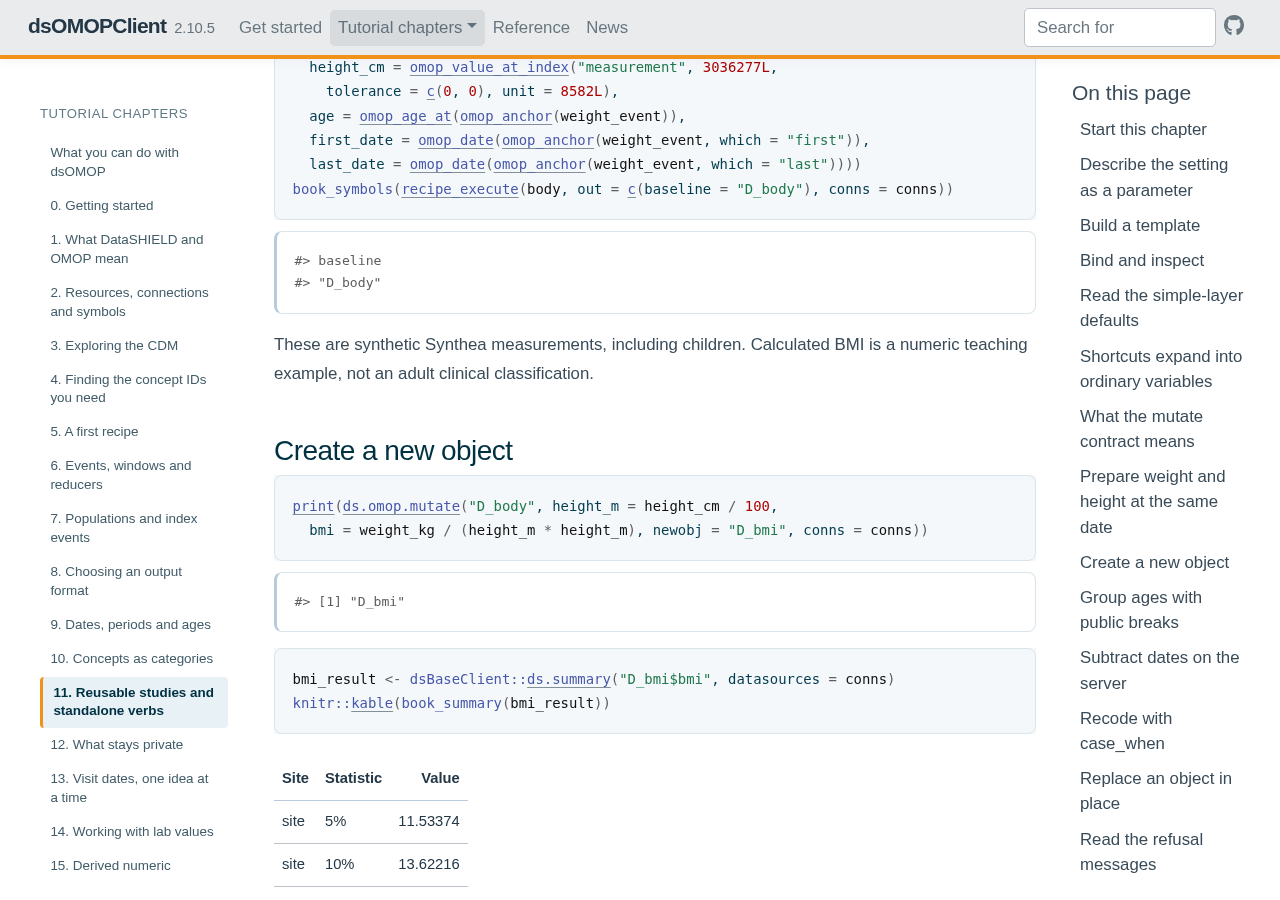 dsOMOPClient 2.10.5 Get started Tutorial chapters Reference News Search for
TUTORIAL CHAPTERS
What you can do with
dsOMOP
0. Getting started
1. What DataSHIELD and
OMOP mean
2. Resources, connections
and symbols
3. Exploring the CDM
4. Finding the concept IDs
you need
5. A first recipe
6. Events, windows and
reducers
7. Populations and index
events
8. Choosing an output
format
9. Dates, periods and ages
10. Concepts as categories
11. Reusable studies and
standalone verbs
12. What stays private
13. Visit dates, one idea at
a time
14. Working with lab values
15. Derived numeric
height_cm = omop_value_at_index("measurement", 3036277L,
tolerance = c(0, 0), unit = 8582L),
age = omop_age_at(omop_anchor(weight_event)),
first_date = omop_date(omop_anchor(weight_event, which = "first")),
last_date = omop_date(omop_anchor(weight_event, which = "last"))))
book_symbols(recipe_execute(body, out = c(baseline = "D_body"), conns = conns))
#> baseline
#> "D_body"
These are synthetic Synthea measurements, including children. Calculated BMI is a numeric teaching
example, not an adult clinical classification.
Create a new object
print(ds.omop.mutate("D_body", height_m = height_cm / 100,
bmi = weight_kg / (height_m * height_m), newobj = "D_bmi", conns = conns))
#> [1] "D_bmi"
bmi_result <- dsBaseClient::ds.summary("D_bmi$bmi", datasources = conns)
knitr::kable(book_summary(bmi_result))
Site Statistic Value
site 5% 11.53374
site 10% 13.62216
On this page
Start this chapter
Describe the setting
as a parameter
Build a template
Bind and inspect
Read the simple-layer
defaults
Shortcuts expand into
ordinary variables
What the mutate
contract means
Prepare weight and
height at the same
date
Create a new object
Group ages with
public breaks
Subtract dates on the
server
Recode with
case_when
Replace an object in
place
Read the refusal
messages